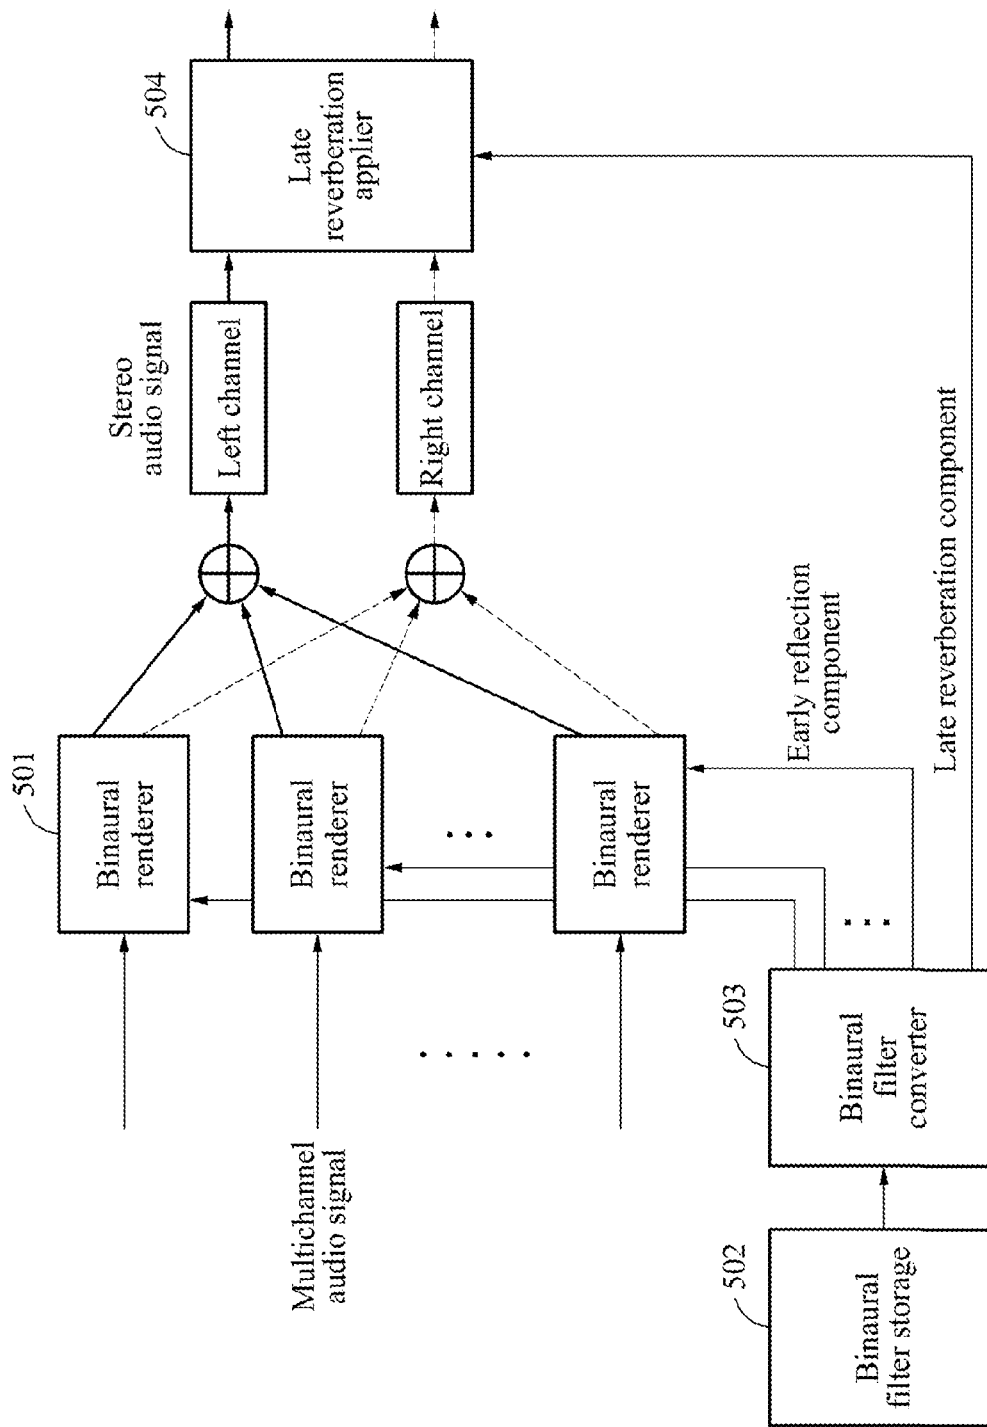 501
Binaural
renderer
Binaural
renderer
Binaural
renderer
Multichannel
audio signal
Stereo
audio signal
Left channel
Right channel
504
Late
reverberation
applier
Early reflection
component
Late reverberation component
502
Binaural
filter storage
503
Binaural
filter
converter